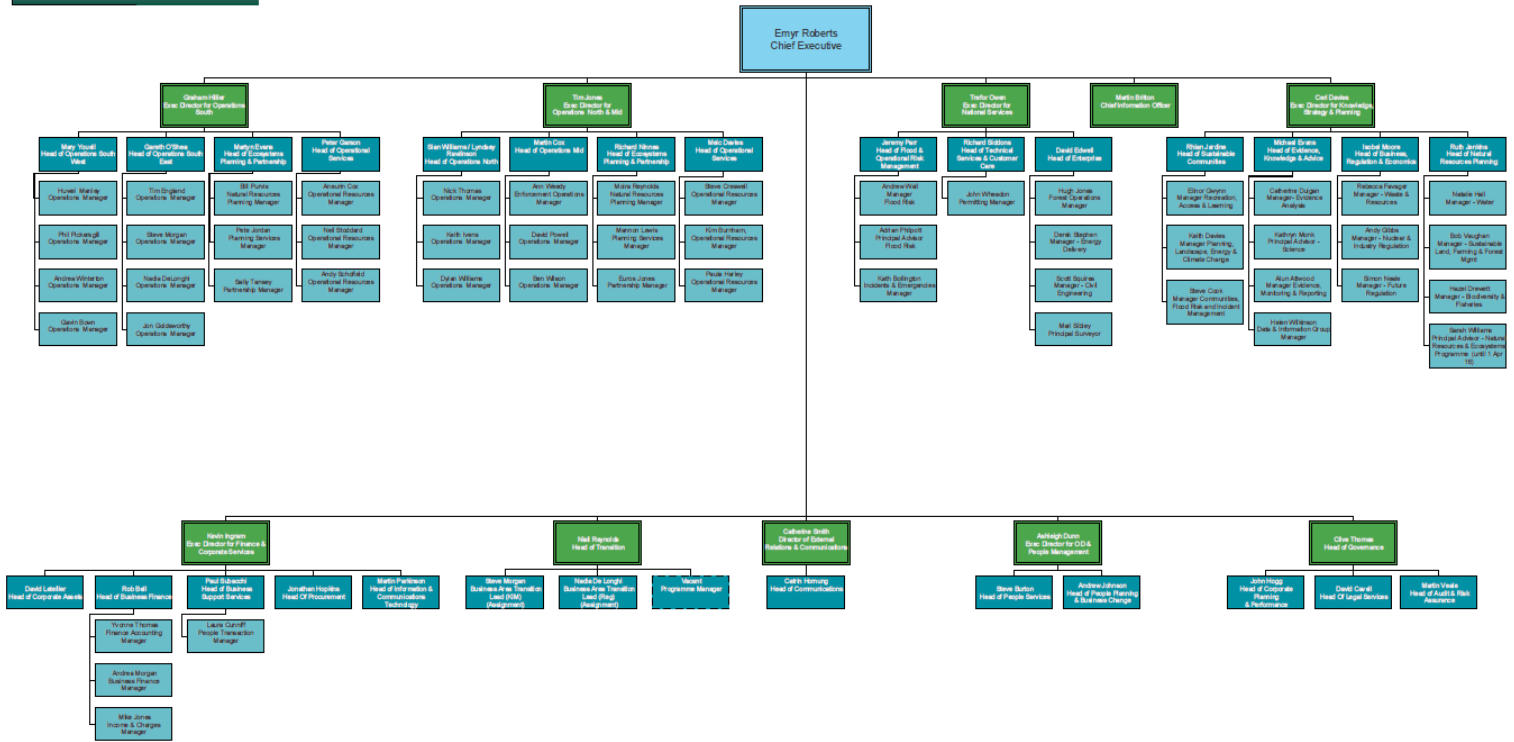 Emyr Roberts
Chief Executive
Graham Hillier
Exec Director for Operations
South
Tim Jones
Exec Director for
Operations North & Mid
Trefor Owen
Exec Director for
National Services
Martin Britton
Chief Information Officer
Ceri Davies
Exec Director for Knowledge,
Strategy & Planning
Mary Youell
Head of Operations South
West
Gareth O'Shea
Head of Operations South
East
Martyn Evans
Head of Ecosystems
Planning & Partnership
Peter Garson
Head of Operational
Services
Sian Williams / Lyndsey
Rawlinson
Head of Operations North
Martin Cox
Head of Operations Mid
Richard Ninnes
Head of Ecosystems
Planning & Partnership
Meic Davies
Head of Operational
Services
Jeremy Parr
Head of Flood &
Operational Risk
Management
Richard Siddons
Head of Technical
Services & Customer
Care
David Edwell
Head of Enterprise
Rhian Jardine
Head of Sustainable
Communities
Michael Evans
Head of Evidence,
Knowledge & Advice
Isobel Moore
Head of Business,
Regulation & Economics
Ruth Jenkins
Head of Natural
Resources Planning
Huwel Manley
Operations Manager
Tim England
Operations Manager
Bill Purvis
Natural Resources
Planning Manager
Aneurin Cox
Operational Resources
Manager
Nick Thomas
Operations Manager
Ann Weedy
Enforcement Operations
Manager
Moira Reynolds
Natural Resources
Planning Manager
Steve Cresswell
Operational Resources
Manager
Andrew Wall
Manager
Flood Risk
John Wheadon
Permitting Manager
Hugh Jones
Forest Operations
Manager
Elinor Gwynn
Manager Recreation,
Access & Learning
Catherine Duigan
Manager- Evidence
Analysis
Rebecca Favager
Manager - Waste &
Resources
Natalie Hall
Manager - Water
Phil Pickersgill
Operations Manager
Steve Morgan
Operations Manager
Pete Jordan
Planning Services
Manager
Neil Stoddard
Operational Resources
Manager
Keith Ivens
Operations Manager
David Powell
Operations Manager
Mannon Lewis
Planning Services
Manager
Kim Burnham,
Operational Resources
Manager
Adrian Philpott
Principal Advisor
Flood Risk
Derek Stephen
Manager - Energy
Delivery
Keith Davies
Manager Planning,
Landscape, Energy &
Climate Change
Kathryn Monk
Principal Advisor -
Science
Andy Gibbs
Manager - Nuclear &
Industry Regulation
Bob Vaughan
Manager - Sustainable
Land, Farming & Forest
Mgmt
Andrea Winterton
Operations Manager
Nadia DeLonghi
Operations Manager
Sally Tansey
Partnership Manager
Andy Schofield
Operational Resources
Manager
Dylan Williams
Operations Manager
Ben Wilson
Operations Manager
Euros Jones
Partnership Manager
Paula Harley
Operational Resources
Manager
Kath Bollington
Incidents & Emergencies
Manager
Scott Squires
Manager - Civil
Engineering
Steve Cook
Manager Communities,
Flood Risk and Incident
Management
Alun Attwood
Manager Evidence,
Monitoring & Reporting
Simon Neale
Manager - Future
Regulation
Hazel Drewett
Manager - Biodiversity &
Fisheries
Gavin Bown
Operations Manager
Jon Goldsworthy
Operations Manager
Mari Sibley
Principal Surveyor
Helen Wilkinson
Data & Information Group
Manager
Sarah Williams
Principal Advisor - Natural
Resources & Ecosystems
Programme (until 1 Apr
16)
Kevin Ingram
Exec Director for Finance &
Corporate Services
Niall Reynolds
Head of Transition
Catherine Smith
Director of External
Relations & Communications
Ashleigh Dunn
Exec Director for OD &
People Management
Clive Thomas
Head of Governance
David Letellier
Head of Corporate Assets
Rob Bell
Head of Business Finance
Paul Subacchi
Head of Business
Support Services
Jonathan Hopkins
Head Of Procurement
Martin Parkinson
Head of Information &
Communications
Technology
Steve Morgan
Business Area Transition
Lead (KIM)
(Assignment)
Nadia De Longhi
Business Area Transition
Lead (Reg)
(Assignment)
Vacant
Programme Manager
Catrin Hornung
Head of Communications
Steve Burton
Head of People Services
Andrew Johnson
Head of People Planning
& Business Change
John Hogg
Head of Corporate
Planning
& Performance
David Cavell
Head Of Legal Services
Martin Veale
Head of Audit & Risk
Assurance
Yvonne Thomas
Finance Accounting
Manager
Laura Cunniff
People Transaction
Manager
Andrea Morgan
Business Finance
Manager
Mike Jones
Income & Charges
Manager